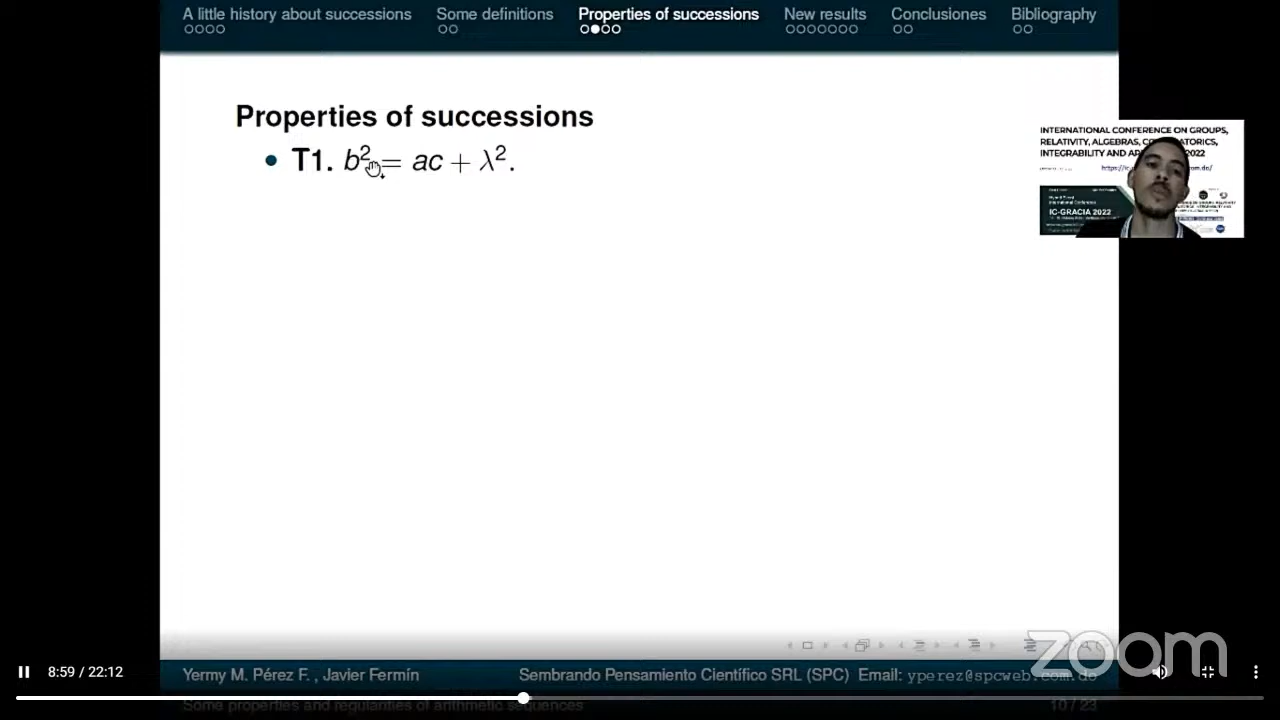 A little history about successions
Some definitions
Properties of successions
New results
Conclusiones
Bibliography
Properties of successions
• T1. b² = ac + λ².
INTERNATIONAL CONFERENCE ON GROUPS,
RELATIVITY, ALGEBRAS,
INTEGRABILITY AND
2022
IC-GRACIA 2022
zoom
8:59 / 22:12
Yermy M. Pérez F. , Javier Fermín
Sembrando Pensamiento Científico SRL (SPC) Email: yperez@spcweb.com.do
Some properties and regularities of arithmetic sequences
10 / 23